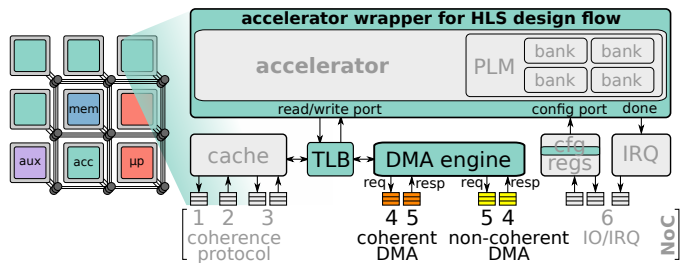 accelerator wrapper for HLS design flow
accelerator
PLM
bank bank
bank bank
read/write port config port done
mem
aux acc μp
cache TLB DMA engine cfg regs IRQ
req resp req resp
1 2 3 4 5 5 4 6
coherence protocol
coherent DMA
non-coherent DMA
IO/IRQ
NoC